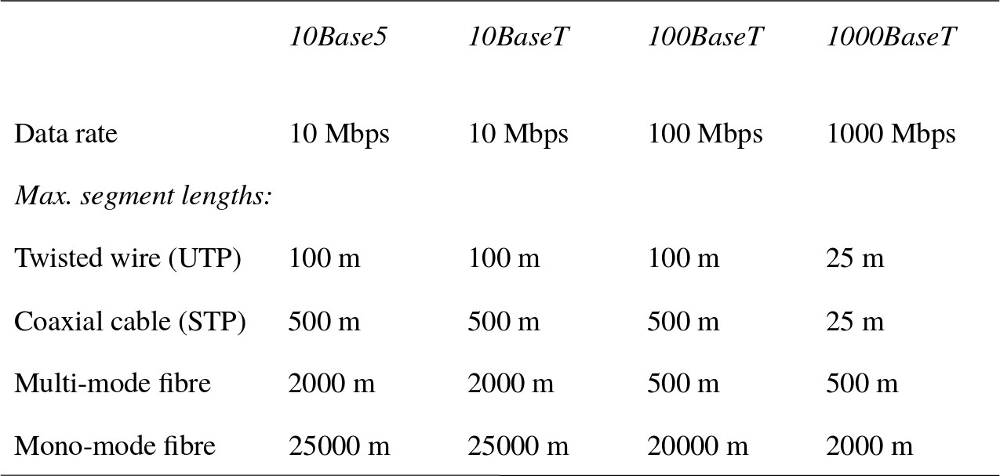 10Base5 10BaseT 100BaseT 1000BaseT
Data rate 10 Mbps 10 Mbps 100 Mbps 1000 Mbps
Max. segment lengths:
Twisted wire (UTP) 100 m 100 m 100 m 25 m
Coaxial cable (STP) 500 m 500 m 500 m 25 m
Multi-mode fibre 2000 m 2000 m 500 m 500 m
Mono-mode fibre 25000 m 25000 m 20000 m 2000 m